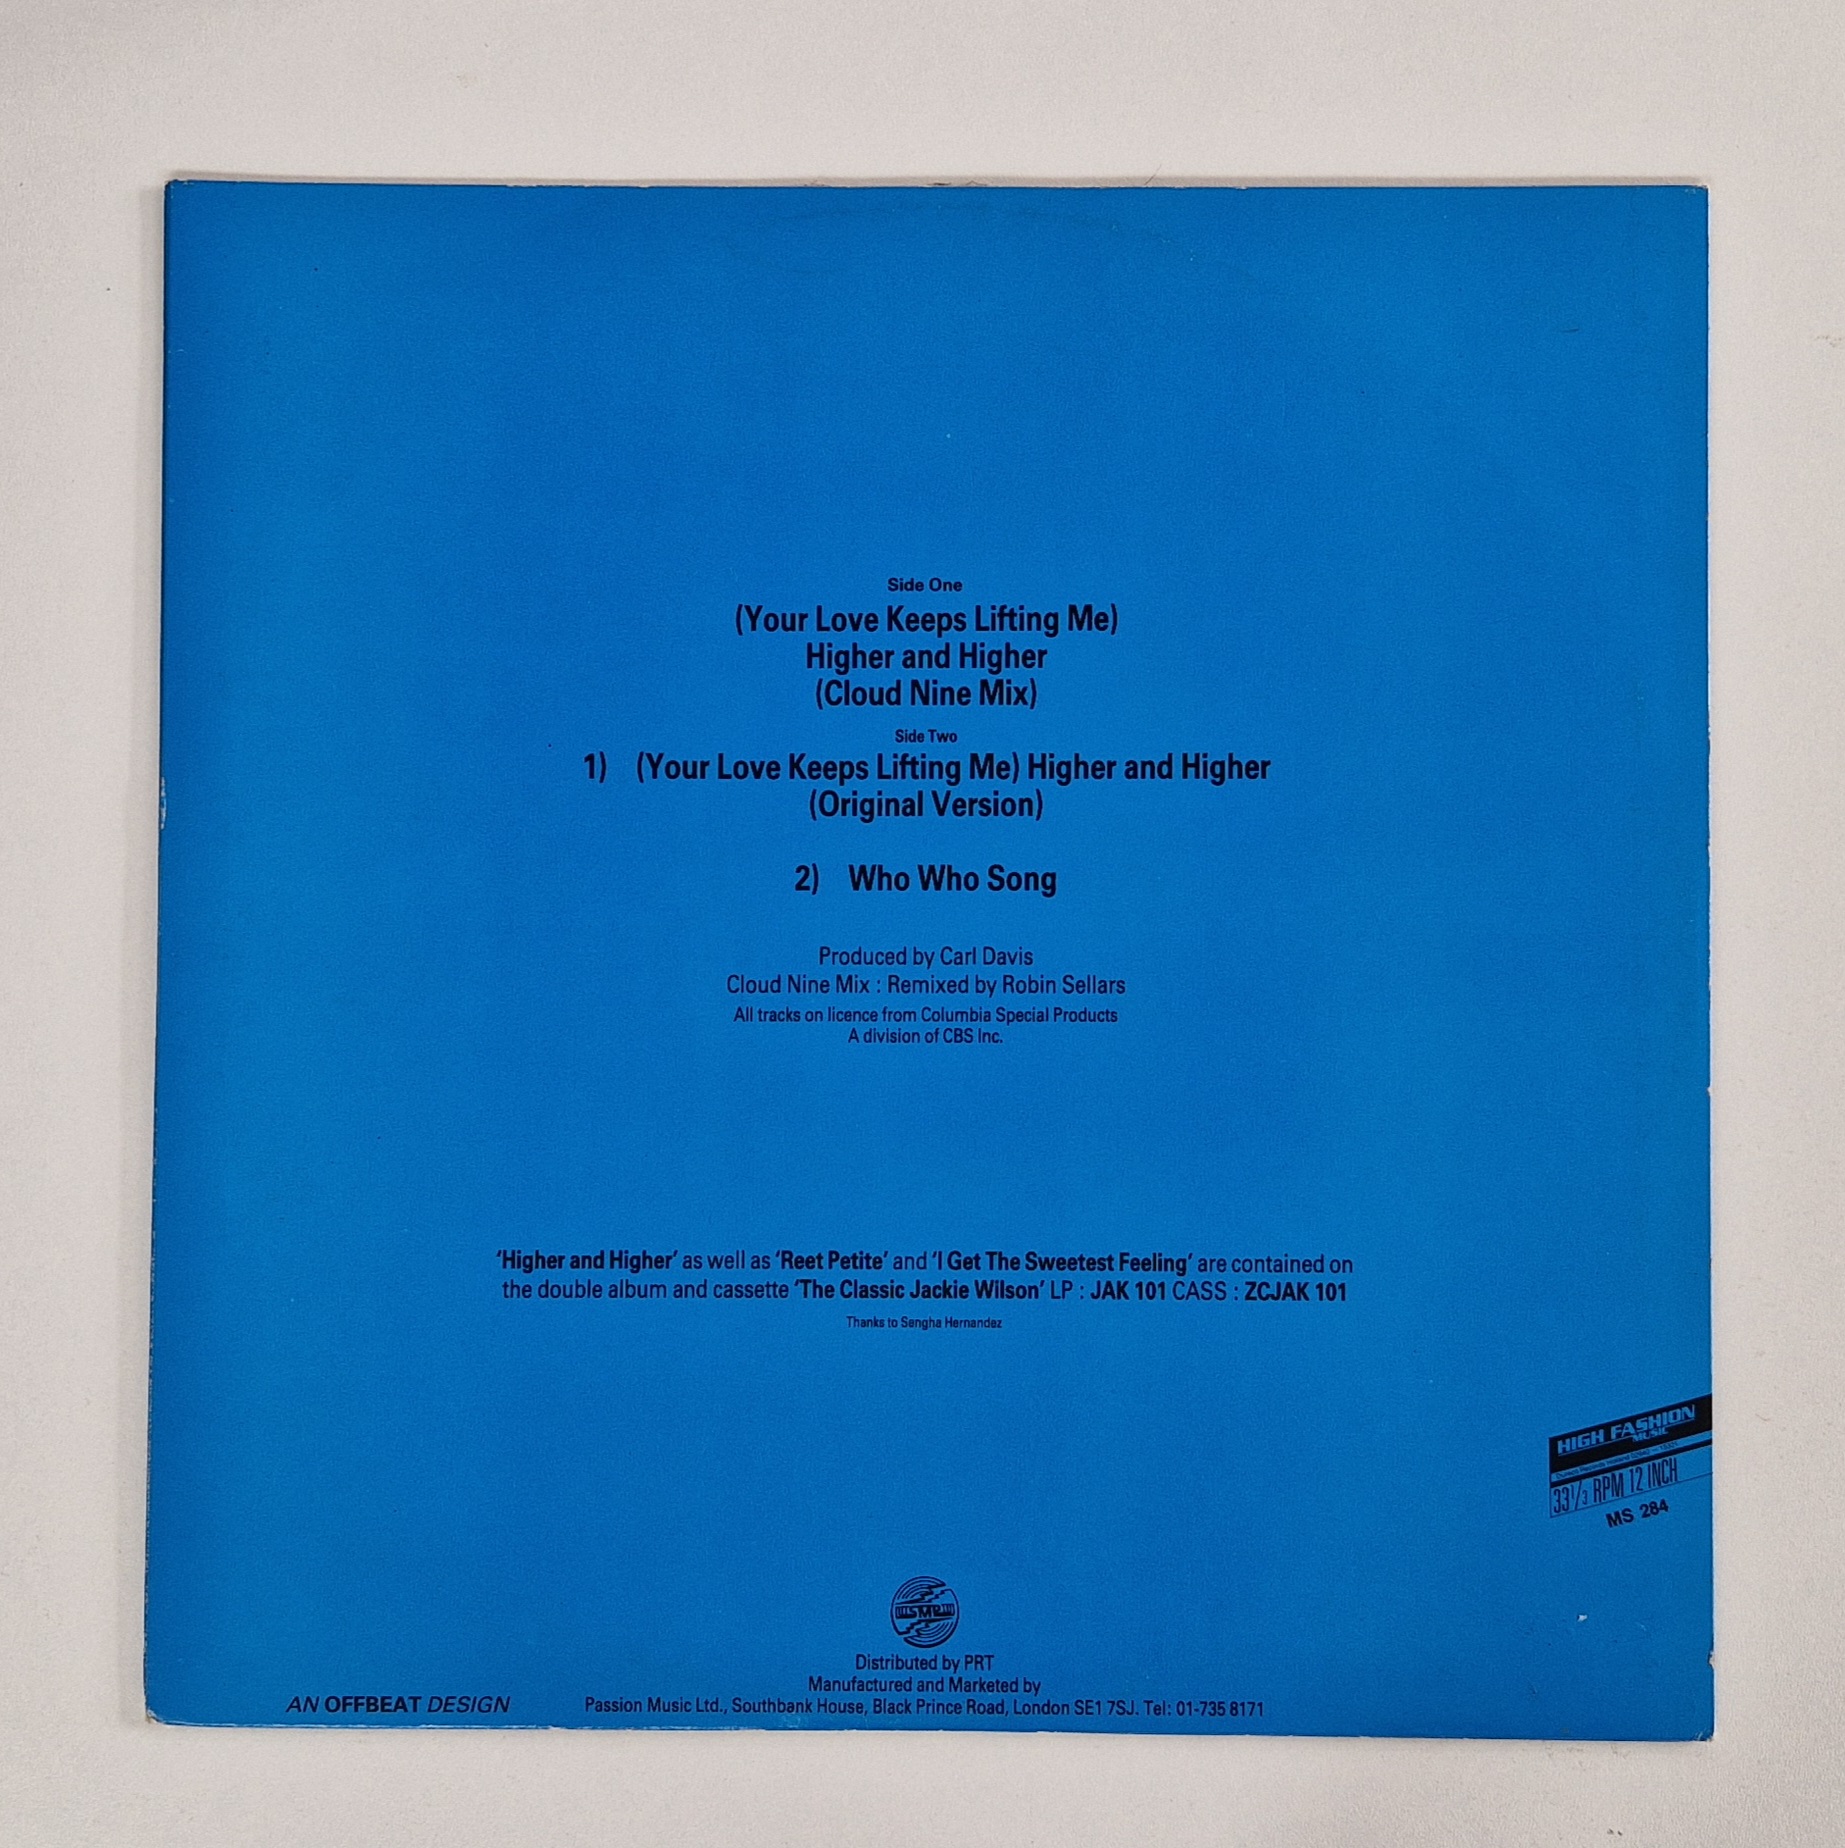 Side One
(Your Love Keeps Lifting Me)
Higher and Higher
(Cloud Nine Mix)
Side Two
1) (Your Love Keeps Lifting Me) Higher and Higher
(Original Version)
2) Who Who Song
Produced by Carl Davis
Cloud Nine Mix : Remixed by Robin Sellars
All tracks on licence from Columbia Special Products
A division of CBS Inc.
‘Higher and Higher’ as well as ‘Reet Petite’ and ‘I Get The Sweetest Feeling’ are contained on
the double album and cassette ‘The Classic Jackie Wilson’ LP : JAK 101 CASS : ZCJAK 101
Thanks to Sengha Hernandez
HIGH FASHION
MUSIC
33⅓ RPM 12 INCH
MS 284
SMP
Distributed by PRT
Manufactured and Marketed by
Passion Music Ltd., Southbank House, Black Prince Road, London SE1 7SJ. Tel: 01-735 8171
AN OFFBEAT DESIGN